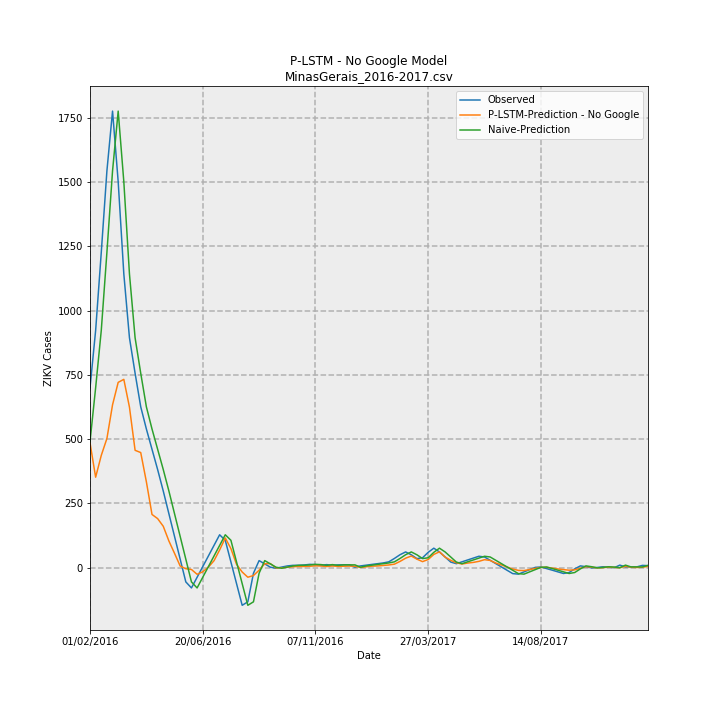 P-LSTM - No Google Model
MinasGerais_2016-2017.csv
Observed
P-LSTM-Prediction - No Google
Naive-Prediction
1750
1500
1250
1000
750
500
250
0
ZIKV Cases
01/02/2016
20/06/2016
07/11/2016
27/03/2017
14/08/2017
Date